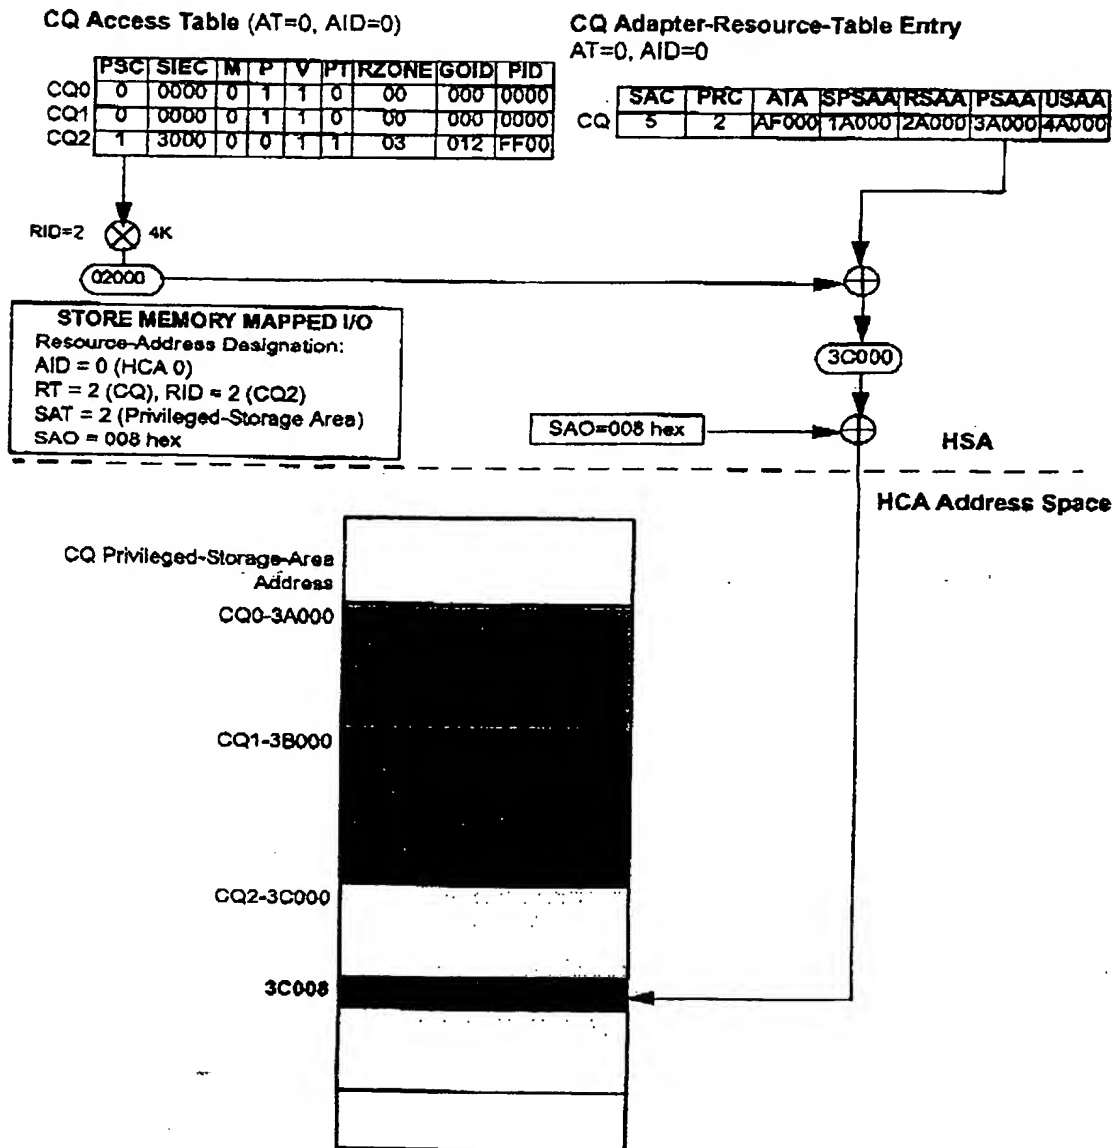 CQ Access Table (AT=0, AID=0)
PSC SIEC M P V PT RZONE GOID PID
CQ0 0 0000 0 1 1 0 00 000 0000
CQ1 0 0000 0 1 1 0 00 000 0000
CQ2 1 3000 0 0 1 1 03 012 FF00
CQ Adapter-Resource-Table Entry
AT=0, AID=0
SAC PRC ATA SPSAA RSAA PSAA USAA
CQ 5 2 AF000 1A000 2A000 3A000 4A000
RID=2 4K
02000
STORE MEMORY MAPPED I/O
Resource-Address Designation:
AID = 0 (HCA 0)
RT = 2 (CQ), RID = 2 (CQ2)
SAT = 2 (Privileged-Storage Area)
SAO = 008 hex
3C000
SAO=008 hex
HSA
HCA Address Space
CQ Privileged-Storage-Area
Address
CQ0-3A000
CQ1-3B000
CQ2-3C000
3C008